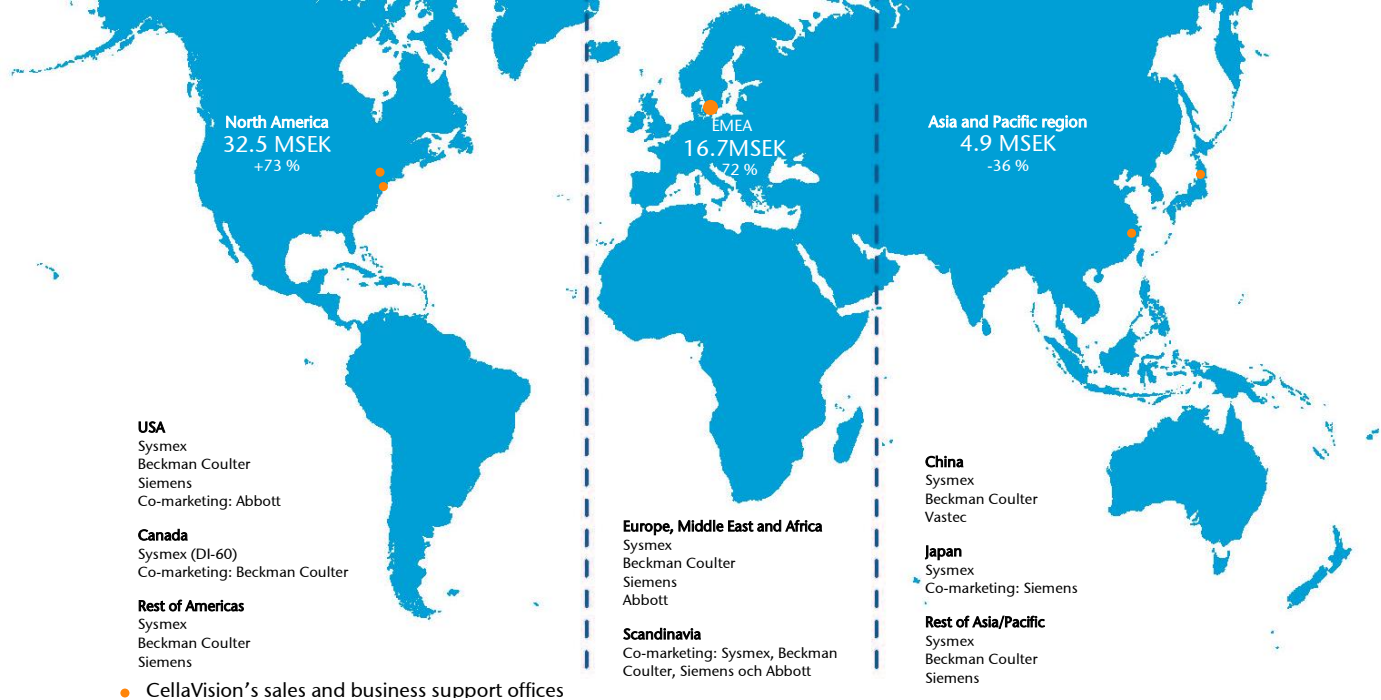 North America
32.5 MSEK
+73 %
EMEA
16.7MSEK
72 %
Asia and Pacific region
4.9 MSEK
-36 %
USA
Sysmex
Beckman Coulter
Siemens
Co-marketing: Abbott
Canada
Sysmex (DI-60)
Co-marketing: Beckman Coulter
Rest of Americas
Sysmex
Beckman Coulter
Siemens
Europe, Middle East and Africa
Sysmex
Beckman Coulter
Siemens
Abbott
Scandinavia
Co-marketing: Sysmex, Beckman
Coulter, Siemens och Abbott
China
Sysmex
Beckman Coulter
Vastec
Japan
Sysmex
Co-marketing: Siemens
Rest of Asia/Pacific
Sysmex
Beckman Coulter
Siemens
CellaVision's sales and business support offices